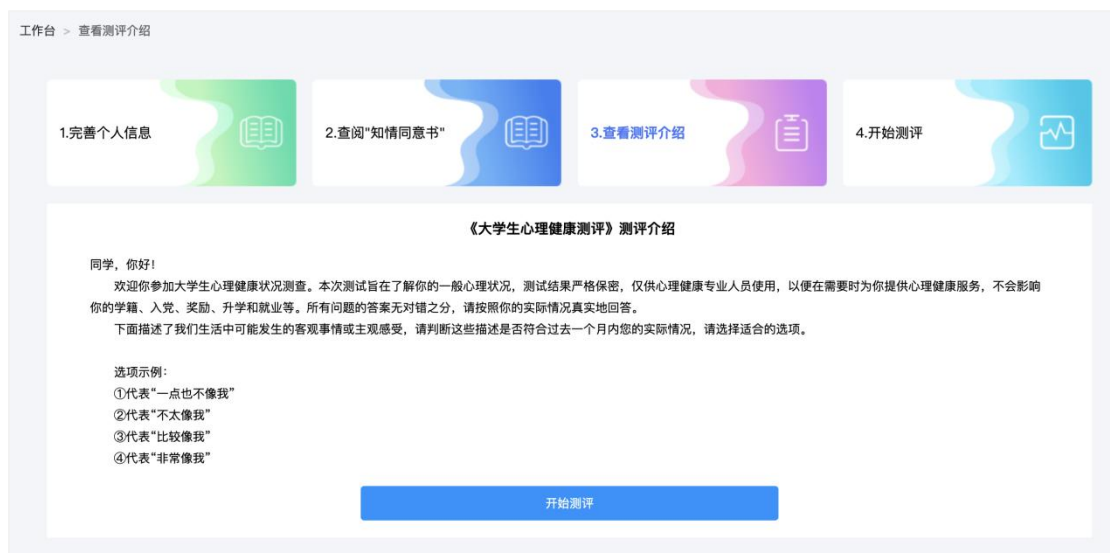 工作台 > 查看测评介绍
1.完善个人信息
2.查阅"知情同意书"
3.查看测评介绍
4.开始测评
《大学生心理健康测评》测评介绍
同学，你好！
欢迎你参加大学生心理健康状况测查。本次测试旨在了解你的一般心理状况，测试结果严格保密，仅供心理健康专业人员使用，以便在需要时为你提供心理健康服务，不会影响
你的学籍、入党、奖励、升学和就业等。所有问题的答案无对错之分，请按照你的实际情况真实地回答。
下面描述了我们生活中可能发生的客观事情或主观感受，请判断这些描述是否符合过去一个月内您的实际情况，请选择适合的选项。
选项示例：
①代表“一点也不像我”
②代表“不太像我”
③代表“比较像我”
④代表“非常像我”
开始测评